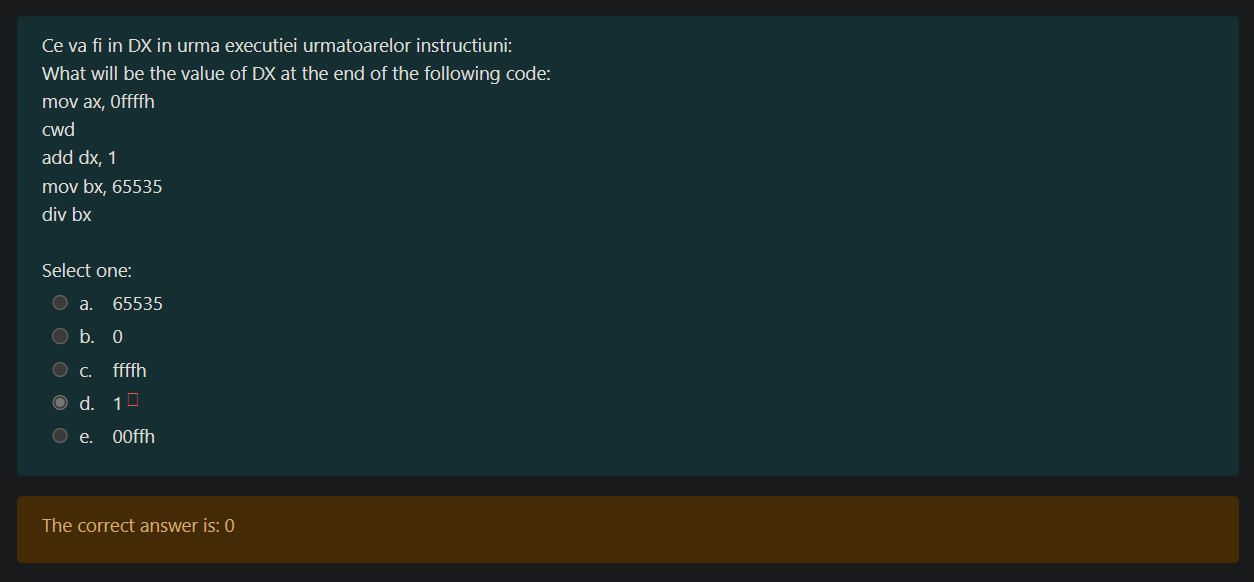 Ce va fi in DX in urma executiei urmatoarelor instructiuni:
What will be the value of DX at the end of the following code:
mov ax, 0ffffh
cwd
add dx, 1
mov bx, 65535
div bx
Select one:
a. 65535
b. 0
c. ffffh
d. 1
e. 00ffh
The correct answer is: 0